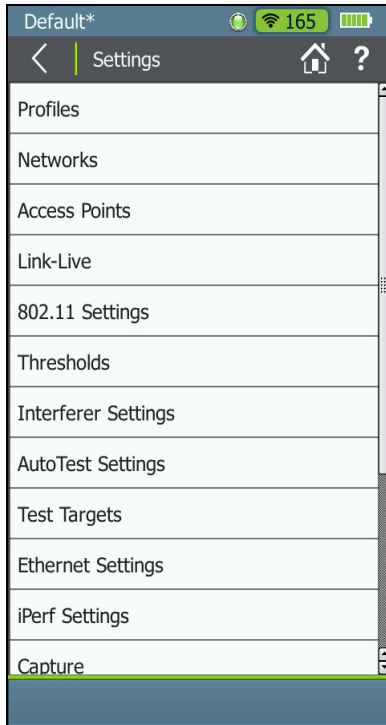 Default*
165
Settings
?
Profiles
Networks
Access Points
Link-Live
802.11 Settings
Thresholds
Interferer Settings
AutoTest Settings
Test Targets
Ethernet Settings
iPerf Settings
Capture